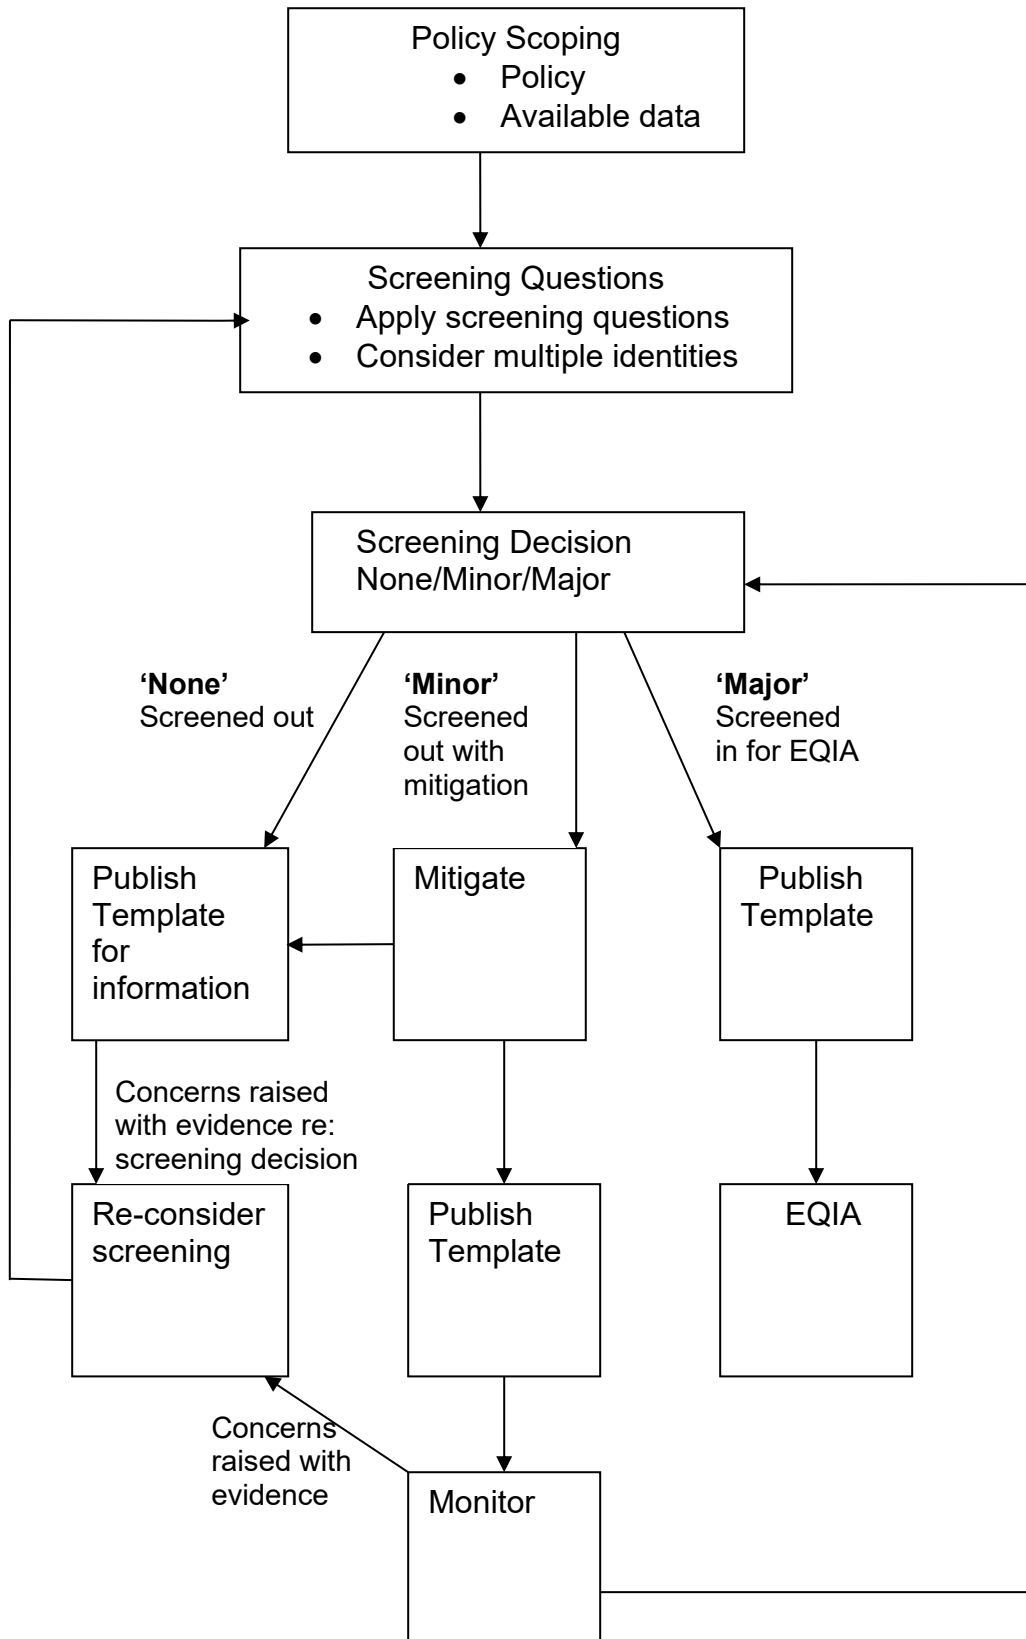 Policy Scoping
• Policy
• Available data
Screening Questions
• Apply screening questions
• Consider multiple identities
Screening Decision
None/Minor/Major
‘None’
Screened out
‘Minor’
Screened
out with
mitigation
‘Major’
Screened
in for EQIA
Publish
Template
for
information
Mitigate
Publish
Template
Concerns raised
with evidence re:
screening decision
Re-consider
screening
Publish
Template
EQIA
Concerns
raised with
evidence
Monitor